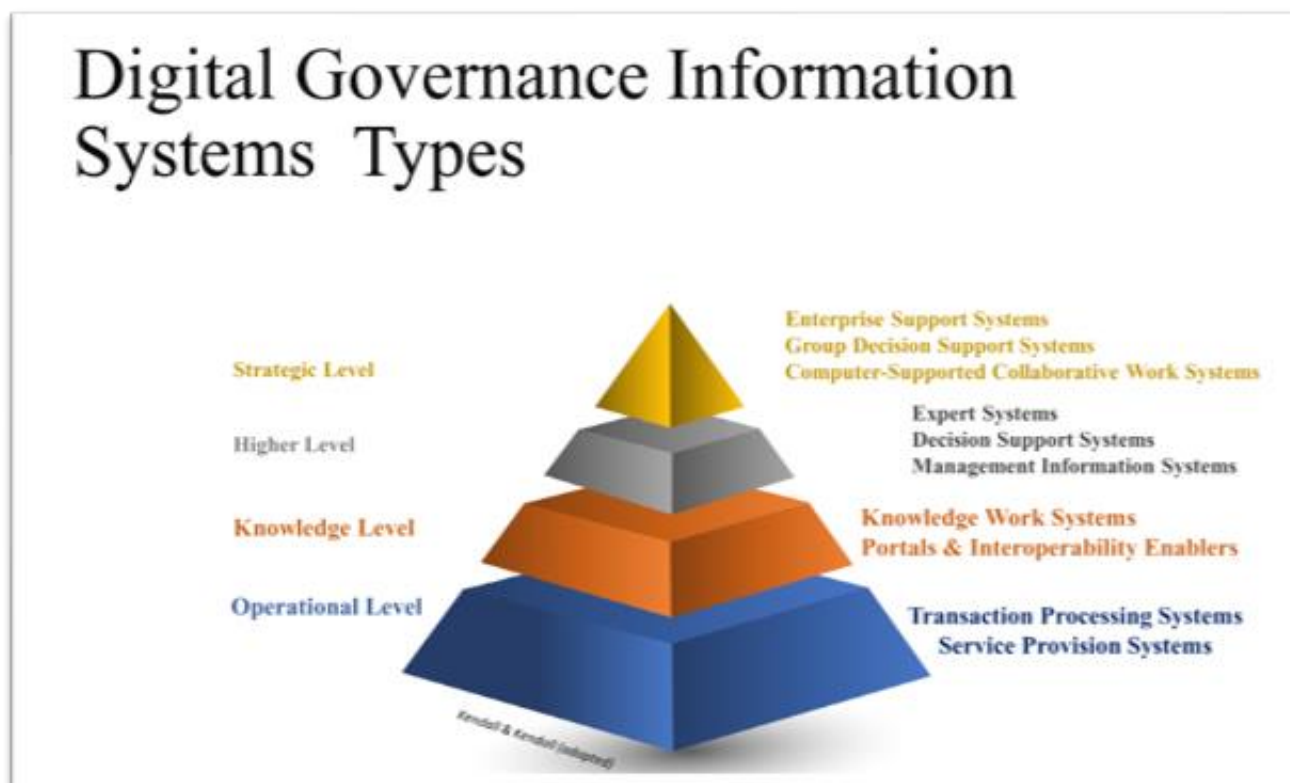 Digital Governance Information
Systems Types
Strategic Level
Enterprise Support Systems
Group Decision Support Systems
Computer-Supported Collaborative Work Systems
Higher Level
Expert Systems
Decision Support Systems
Management Information Systems
Knowledge Level
Knowledge Work Systems
Portals & Interoperability Enablers
Operational Level
Transaction Processing Systems
Service Provision Systems
Kendall & Kendall (adopted)